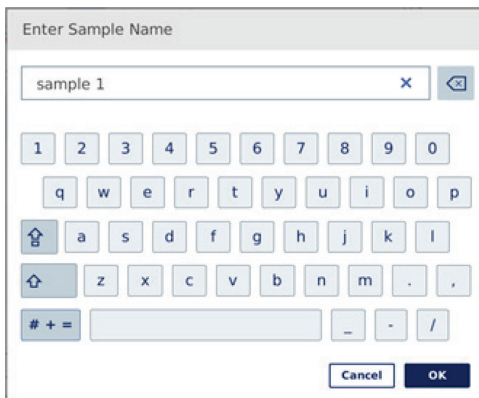 Enter Sample Name
sample 1
1 2 3 4 5 6 7 8 9 0
q w e r t y u i o p
a s d f g h j k l
z x c v b n m . ,
# + = _ - /
Cancel OK